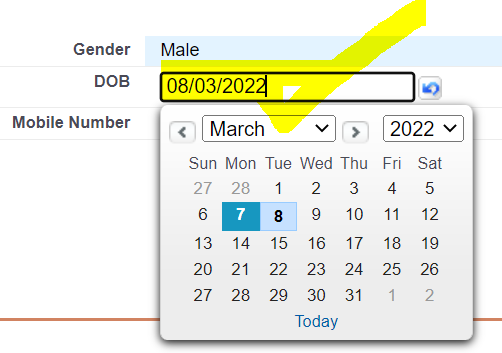 Gender Male
DOB 08/03/2022
Mobile Number
March 2022
Sun Mon Tue Wed Thu Fri Sat
27 28 1 2 3 4 5
6 7 8 9 10 11 12
13 14 15 16 17 18 19
20 21 22 23 24 25 26
27 28 29 30 31 1 2
Today